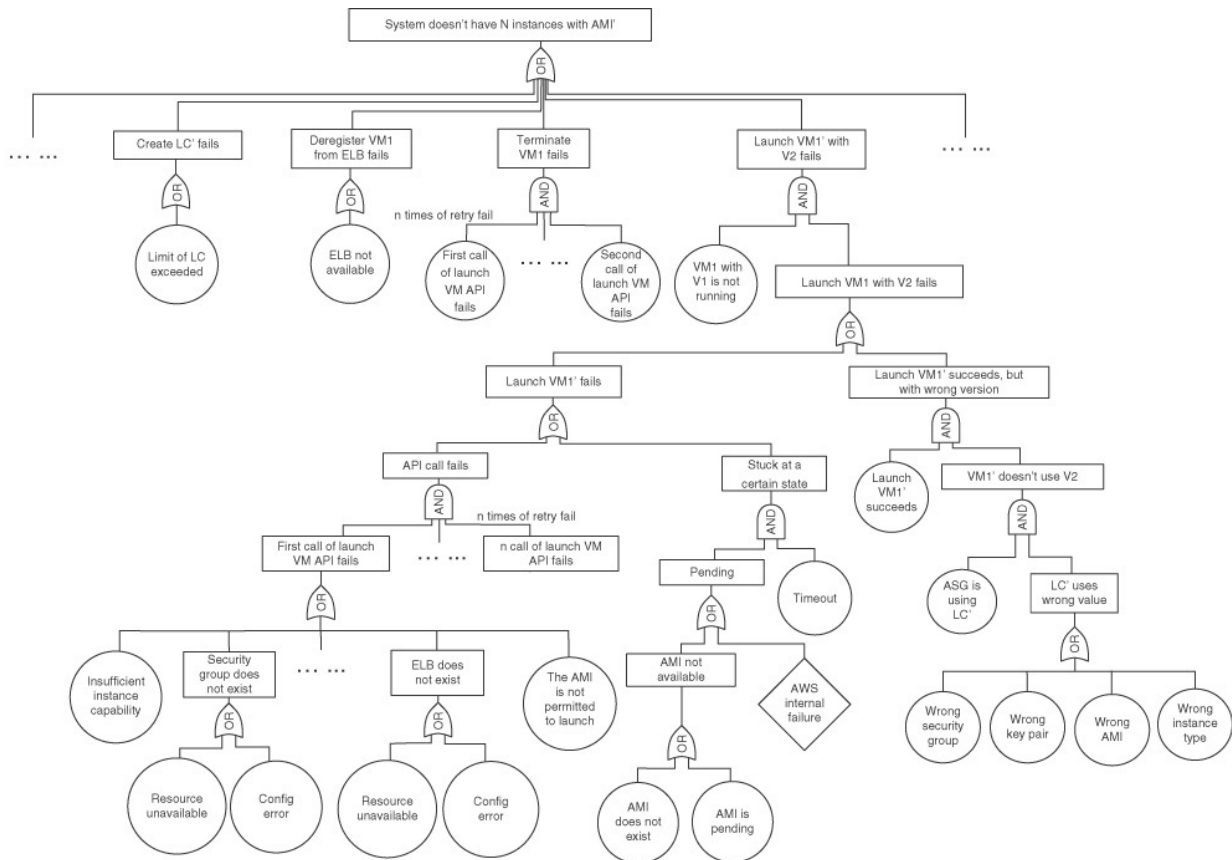 System doesn't have N instances with AMI'
OR
... ...
Create LC' fails
Deregister VM1
from ELB fails
Terminate
VM1 fails
Launch VM1' with
V2 fails
... ...
OR
OR
AND
AND
n times of retry fail
Limit of LC
exceeded
ELB not
available
First call
of launch
VM API
fails
... ...
Second
call of
launch VM
API
fails
VM1 with
V1 is not
running
Launch VM1 with V2 fails
OR
Launch VM1' fails
Launch VM1' succeeds, but
with wrong version
OR
AND
API call fails
Stuck at a
certain state
Launch
VM1'
succeeds
VM1' doesn't use V2
AND
n times of retry fail
AND
AND
First call of launch
VM API fails
... ...
n call of launch VM
API fails
Pending
Timeout
ASG is
using
LC'
LC' uses
wrong value
OR
OR
OR
Insufficient
instance
capability
Security
group does
not exist
... ...
ELB does
not exist
The AMI
is not
permitted
to launch
AMI not
available
AWS
internal
failure
Wrong
security
group
Wrong
key pair
Wrong
AMI
Wrong
instance
type
OR
OR
OR
Resource
unavailable
Config
error
Resource
unavailable
Config
error
AMI
does not
exist
AMI is
pending